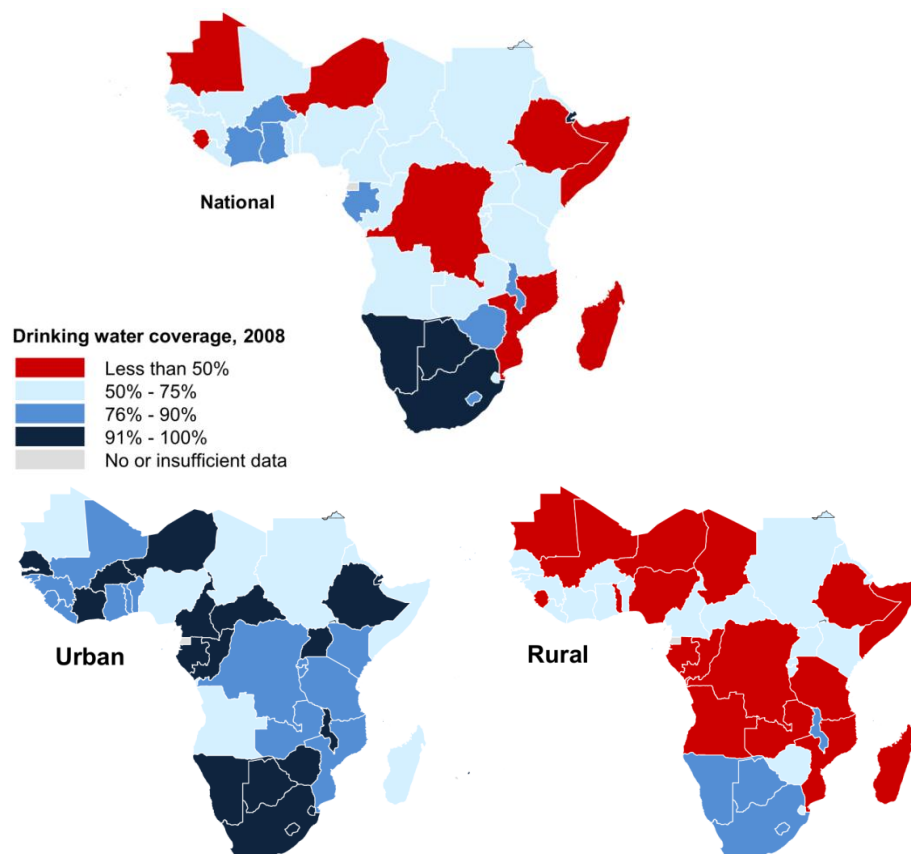 National
Drinking water coverage, 2008
Less than 50%
50% - 75%
76% - 90%
91% - 100%
No or insufficient data
Urban
Rural